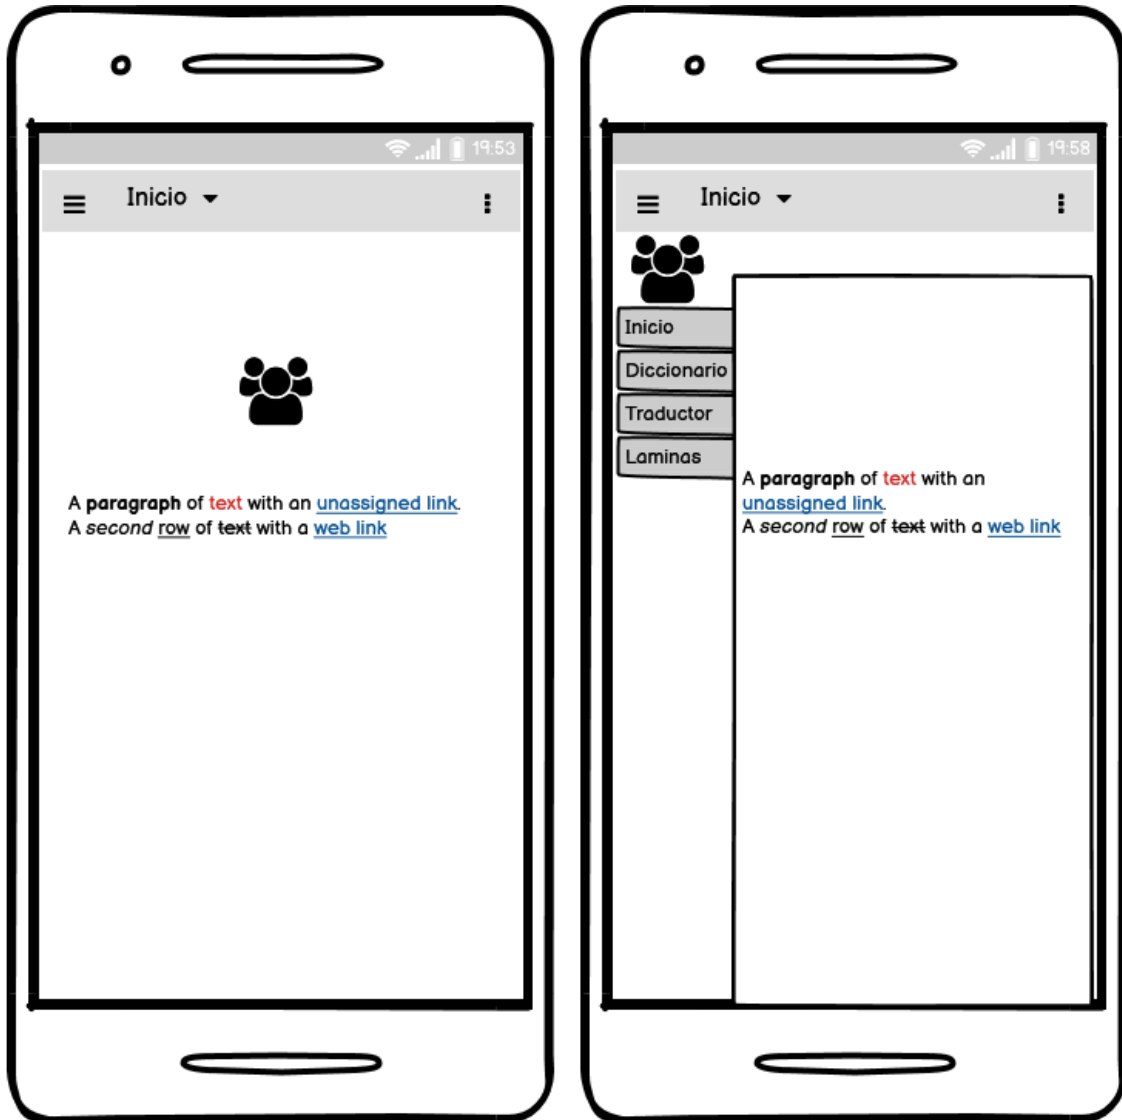 19:53
Inicio
A paragraph of text with an unassigned link.
A second row of text with a web link
19:58
Inicio
Inicio
Diccionario
Traductor
Laminas
A paragraph of text with an
unassigned link.
A second row of text with a web link